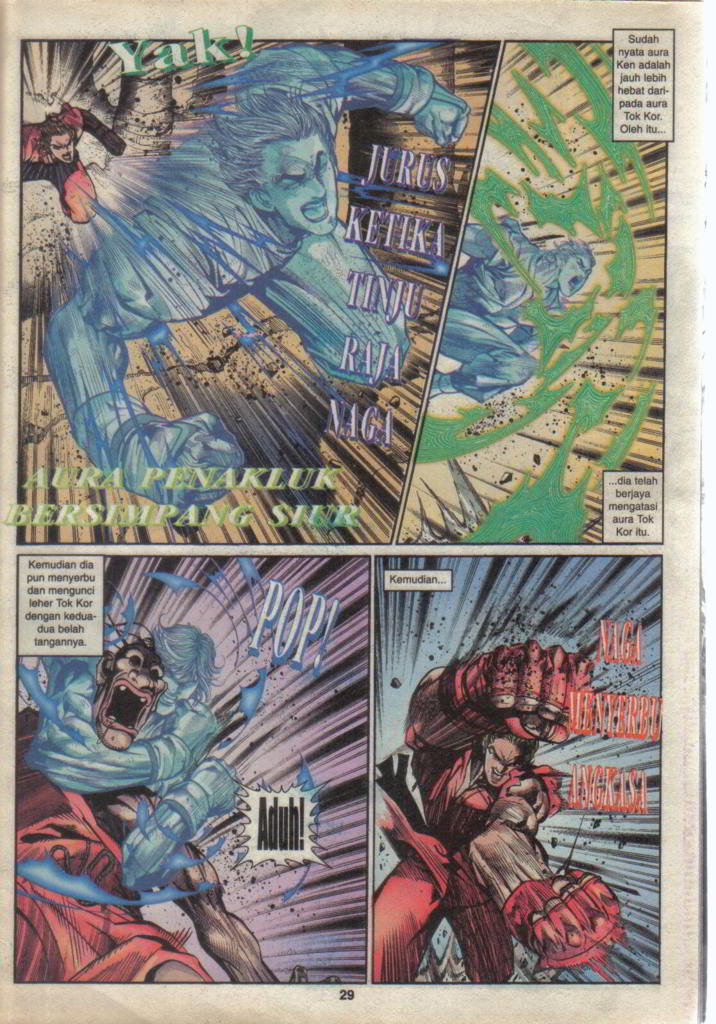 Yak!
JURUS
KETIKA
TINJU
RAJA
NAGA
AURA PENAKLUK
BERSIMPANG SIUR
Sudah
nyata aura
Ken adalah
jauh lebih
hebat dari-
pada aura
Tok Kor.
Oleh itu...
...dia telah
berjaya
mengatasi
aura Tok
Kor itu.
Kemudian dia
pun menyerbu
dan mengunci
leher Tok Kor
dengan kedua-
dua belah
tangannya.
POP!
Aduh!
Kemudian...
NAGA
MENYERBU
ANGKASA
29